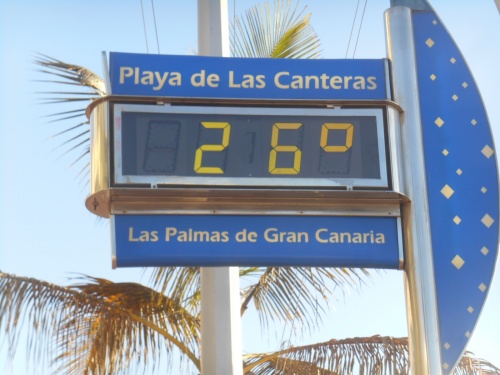 Playa de Las Canteras
26°
Las Palmas de Gran Canaria